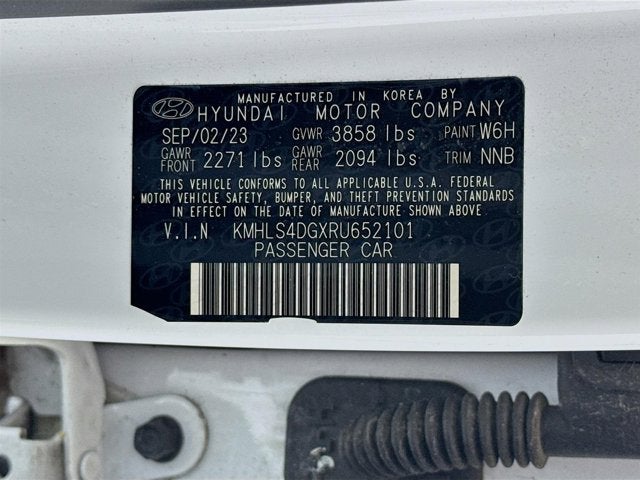 MANUFACTURED IN KOREA BY
HYUNDAI MOTOR COMPANY
SEP/02/23 GVWR 3858 lbs PAINT W6H
GAWR FRONT 2271 lbs GAWR REAR 2094 lbs TRIM NNB
THIS VEHICLE CONFORMS TO ALL APPLICABLE U.S.A. FEDERAL
MOTOR VEHICLE SAFETY, BUMPER, AND THEFT PREVENTION STANDARDS
IN EFFECT ON THE DATE OF MANUFACTURE SHOWN ABOVE.
V.I.N KMHLS4DGXRU652101
PASSENGER CAR